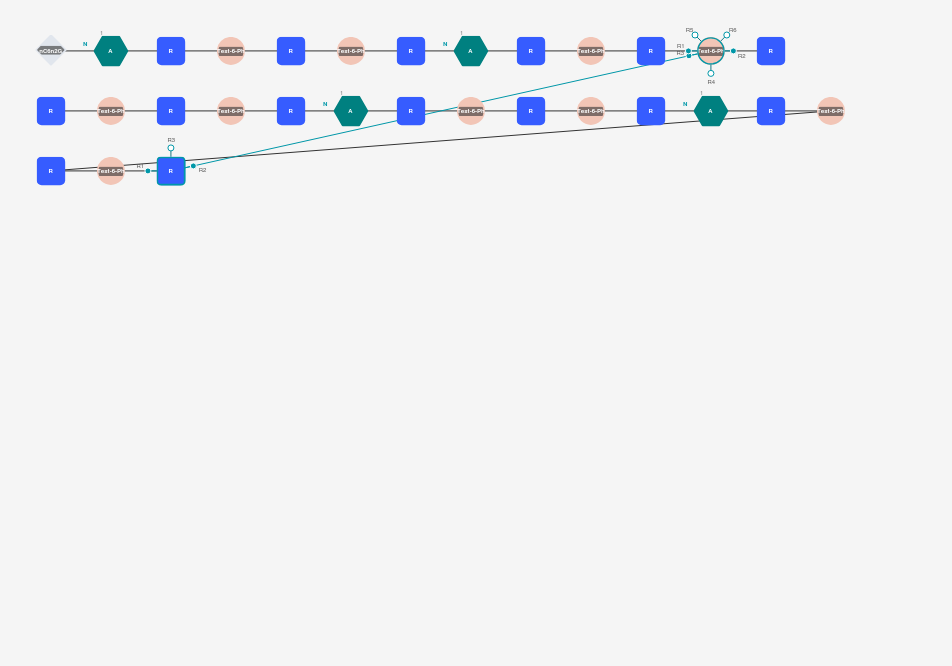 R5 R6
N R1 N R1
nC6n2G A R Test-6-Ph R Test-6-Ph R A R Test-6-Ph R R3 Test-6-Ph R2 R
R4
N N
R Test-6-Ph R Test-6-Ph R A R Test-6-Ph R Test-6-Ph R A R Test-6-Ph
R3
R Test-6-Ph R1 R R2